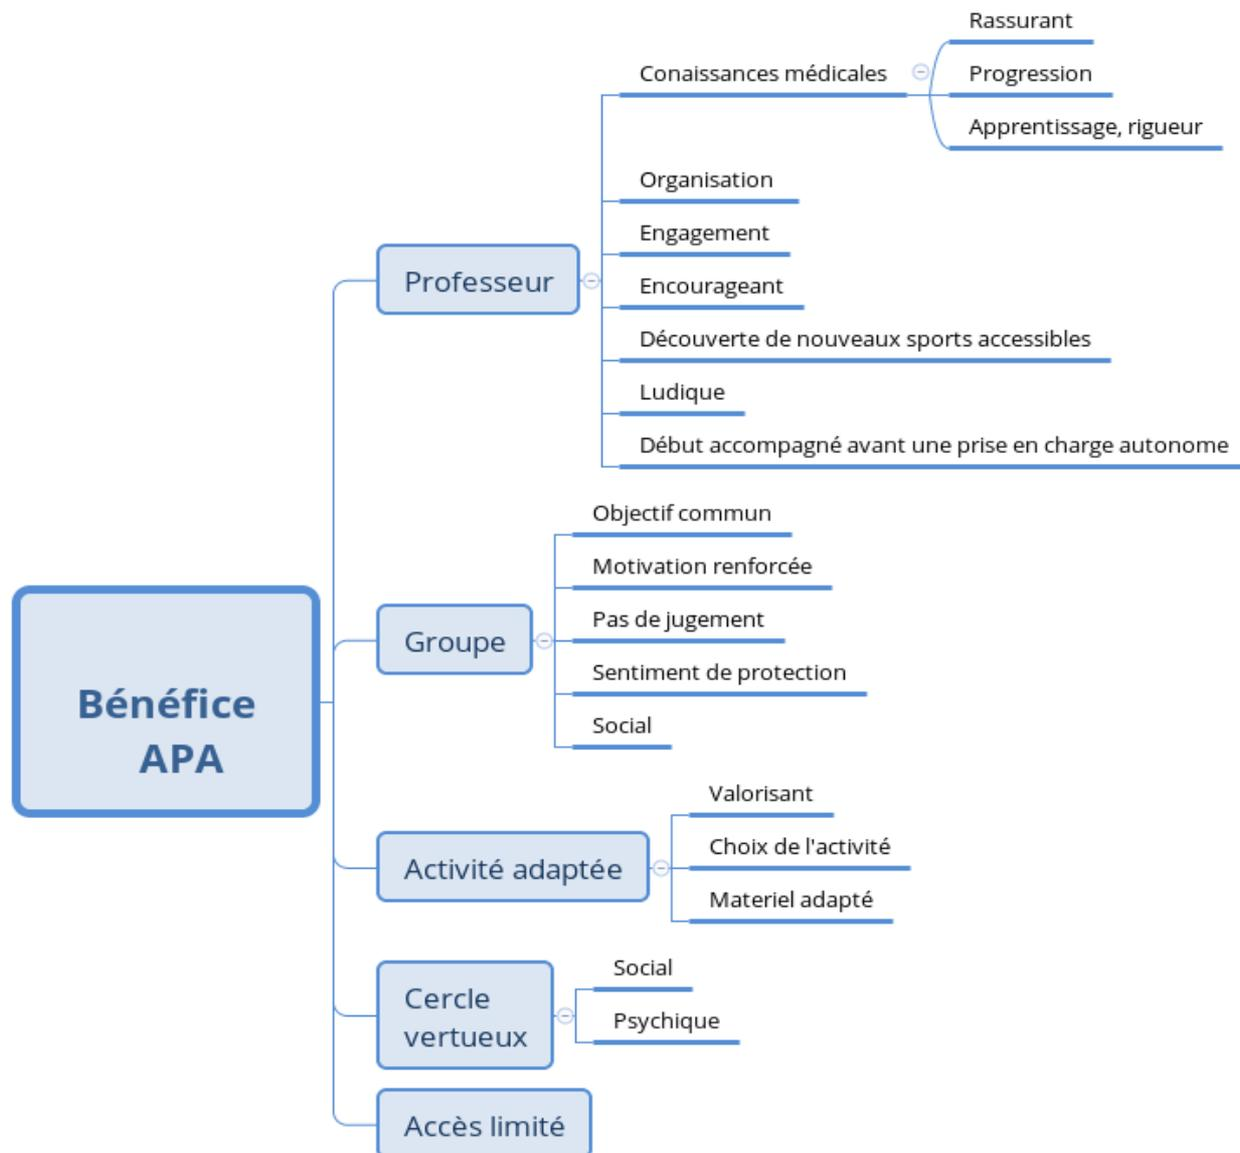 Rassurant
Conaissances médicales
Progression
Apprentissage, rigueur
Organisation
Engagement
Professeur
Encourageant
Découverte de nouveaux sports accessibles
Ludique
Début accompagné avant une prise en charge autonome
Objectif commun
Motivation renforcée
Groupe
Pas de jugement
Sentiment de protection
Social
Bénéfice
APA
Valorisant
Activité adaptée
Choix de l'activité
Materiel adapté
Cercle
vertueux
Social
Psychique
Accès limité